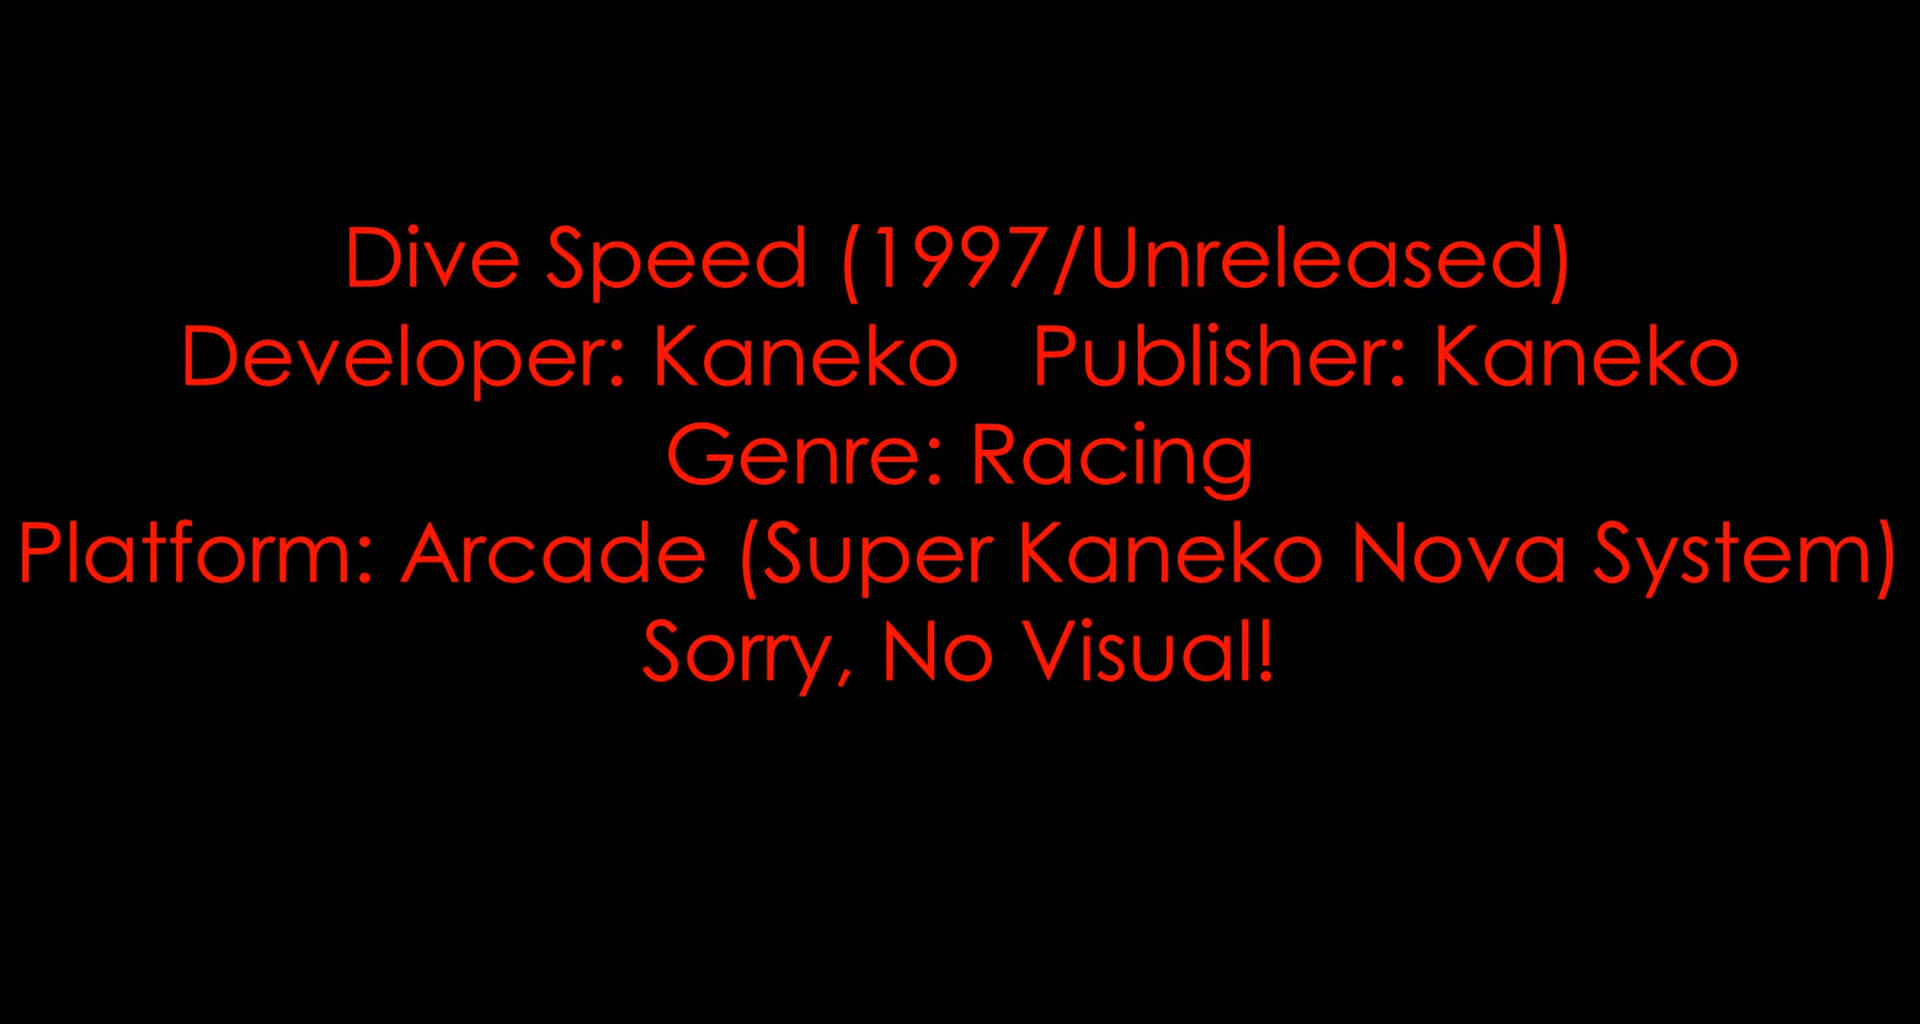 Dive Speed (1997/Unreleased)
Developer: Kaneko   Publisher: Kaneko
Genre: Racing
Platform: Arcade (Super Kaneko Nova System)
Sorry, No Visual!